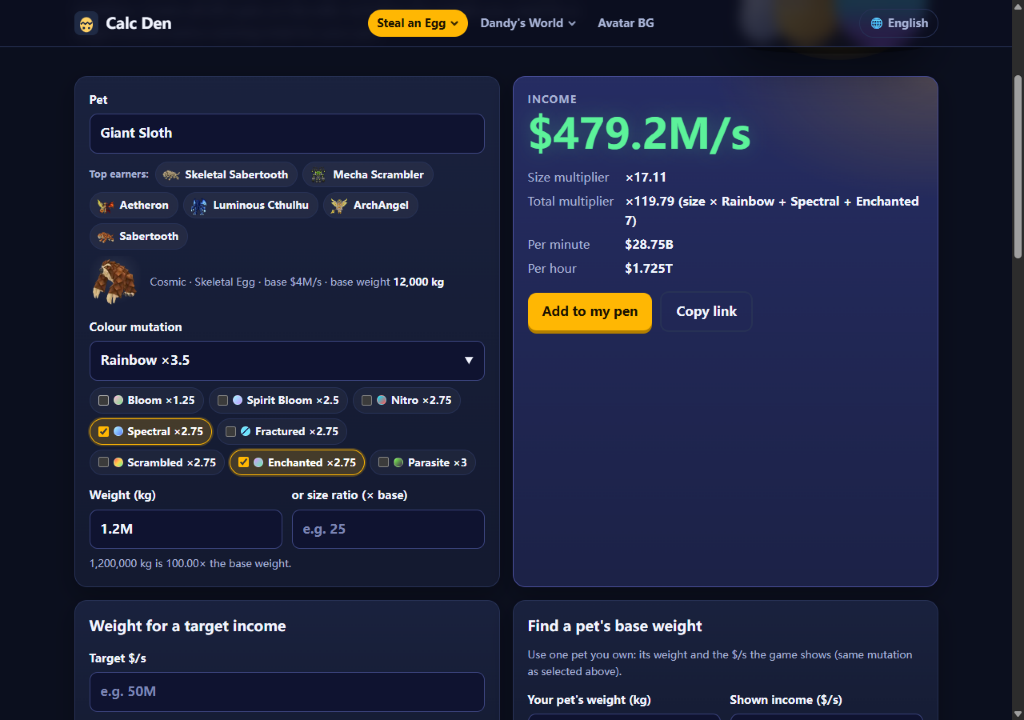 Calc Den
Steal an Egg
Dandy's World
Avatar BG
English
Pet
Giant Sloth
Top earners:
Skeletal Sabertooth
Mecha Scrambler
Aetheron
Luminous Cthulhu
ArchAngel
Sabertooth
Cosmic · Skeletal Egg · base $4M/s · base weight 12,000 kg
Colour mutation
Rainbow ×3.5
Bloom ×1.25
Spirit Bloom ×2.5
Nitro ×2.75
Spectral ×2.75
Fractured ×2.75
Scrambled ×2.75
Enchanted ×2.75
Parasite ×3
Weight (kg)
or size ratio (× base)
1.2M
e.g. 25
1,200,000 kg is 100.00× the base weight.
INCOME
$479.2M/s
Size multiplier ×17.11
Total multiplier ×119.79 (size × Rainbow + Spectral + Enchanted
7)
Per minute $28.75B
Per hour $1.725T
Add to my pen
Copy link
Weight for a target income
Target $/s
e.g. 50M
Find a pet's base weight
Use one pet you own: its weight and the $/s the game shows (same mutation
as selected above).
Your pet's weight (kg)
Shown income ($/s)